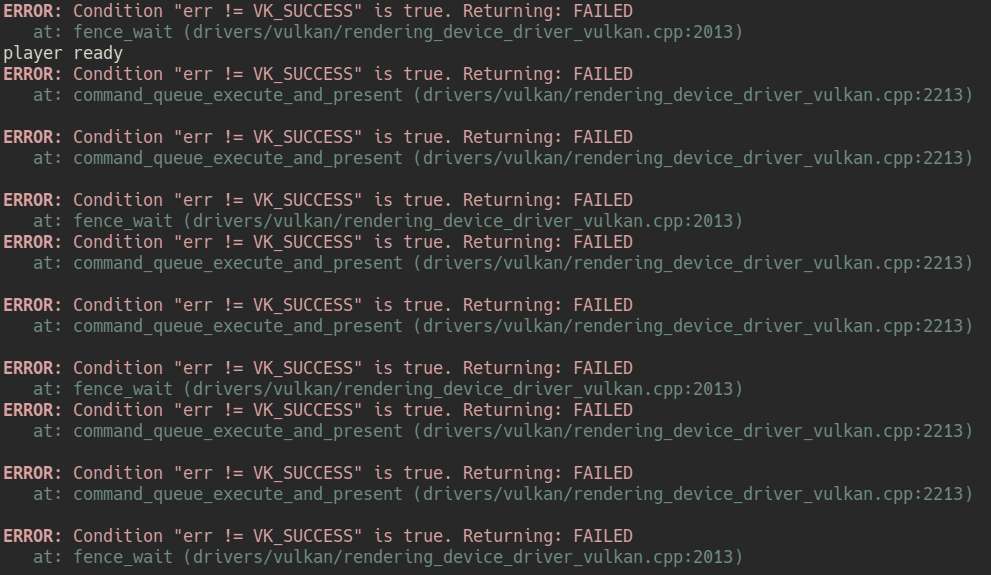 ERROR: Condition "err != VK_SUCCESS" is true. Returning: FAILED
at: fence_wait (drivers/vulkan/rendering_device_driver_vulkan.cpp:2013)
player ready
ERROR: Condition "err != VK_SUCCESS" is true. Returning: FAILED
at: command_queue_execute_and_present (drivers/vulkan/rendering_device_driver_vulkan.cpp:2213)
ERROR: Condition "err != VK_SUCCESS" is true. Returning: FAILED
at: command_queue_execute_and_present (drivers/vulkan/rendering_device_driver_vulkan.cpp:2213)
ERROR: Condition "err != VK_SUCCESS" is true. Returning: FAILED
at: fence_wait (drivers/vulkan/rendering_device_driver_vulkan.cpp:2013)
ERROR: Condition "err != VK_SUCCESS" is true. Returning: FAILED
at: command_queue_execute_and_present (drivers/vulkan/rendering_device_driver_vulkan.cpp:2213)
ERROR: Condition "err != VK_SUCCESS" is true. Returning: FAILED
at: command_queue_execute_and_present (drivers/vulkan/rendering_device_driver_vulkan.cpp:2213)
ERROR: Condition "err != VK_SUCCESS" is true. Returning: FAILED
at: fence_wait (drivers/vulkan/rendering_device_driver_vulkan.cpp:2013)
ERROR: Condition "err != VK_SUCCESS" is true. Returning: FAILED
at: command_queue_execute_and_present (drivers/vulkan/rendering_device_driver_vulkan.cpp:2213)
ERROR: Condition "err != VK_SUCCESS" is true. Returning: FAILED
at: command_queue_execute_and_present (drivers/vulkan/rendering_device_driver_vulkan.cpp:2213)
ERROR: Condition "err != VK_SUCCESS" is true. Returning: FAILED
at: fence_wait (drivers/vulkan/rendering_device_driver_vulkan.cpp:2013)